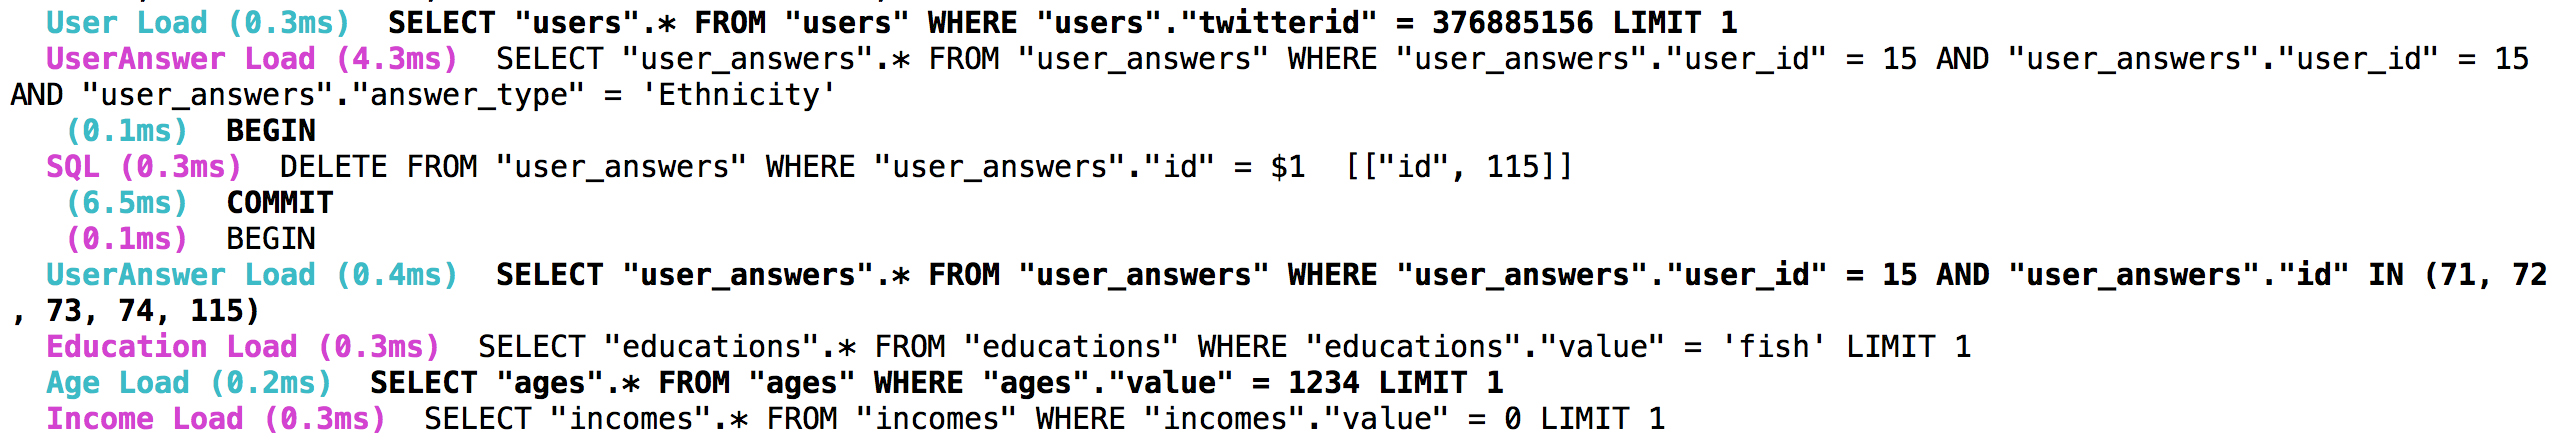 User Load (0.3ms)  SELECT "users".* FROM "users" WHERE "users"."twitterid" = 376885156 LIMIT 1
UserAnswer Load (4.3ms)  SELECT "user_answers".* FROM "user_answers" WHERE "user_answers"."user_id" = 15 AND "user_answers"."user_id" = 15
AND "user_answers"."answer_type" = 'Ethnicity'
(0.1ms)  BEGIN
SQL (0.3ms)  DELETE FROM "user_answers" WHERE "user_answers"."id" = $1  [["id", 115]]
(6.5ms)  COMMIT
(0.1ms)  BEGIN
UserAnswer Load (0.4ms)  SELECT "user_answers".* FROM "user_answers" WHERE "user_answers"."user_id" = 15 AND "user_answers"."id" IN (71, 72
, 73, 74, 115)
Education Load (0.3ms)  SELECT "educations".* FROM "educations" WHERE "educations"."value" = 'fish' LIMIT 1
Age Load (0.2ms)  SELECT "ages".* FROM "ages" WHERE "ages"."value" = 1234 LIMIT 1
Income Load (0.3ms)  SELECT "incomes".* FROM "incomes" WHERE "incomes"."value" = 0 LIMIT 1